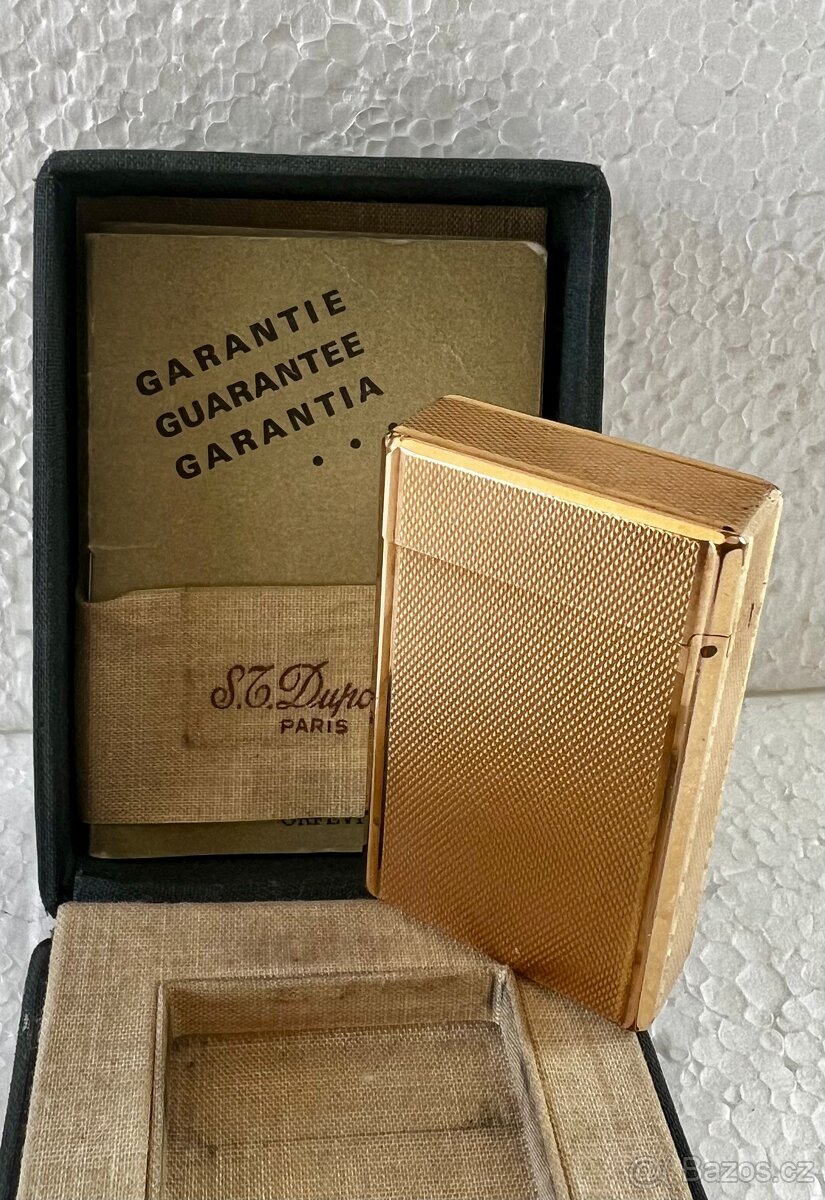 GARANTIE
GUARANTEE
GARANTIA
• • •
S.T. Dupo
PARIS
© Bazos.cz